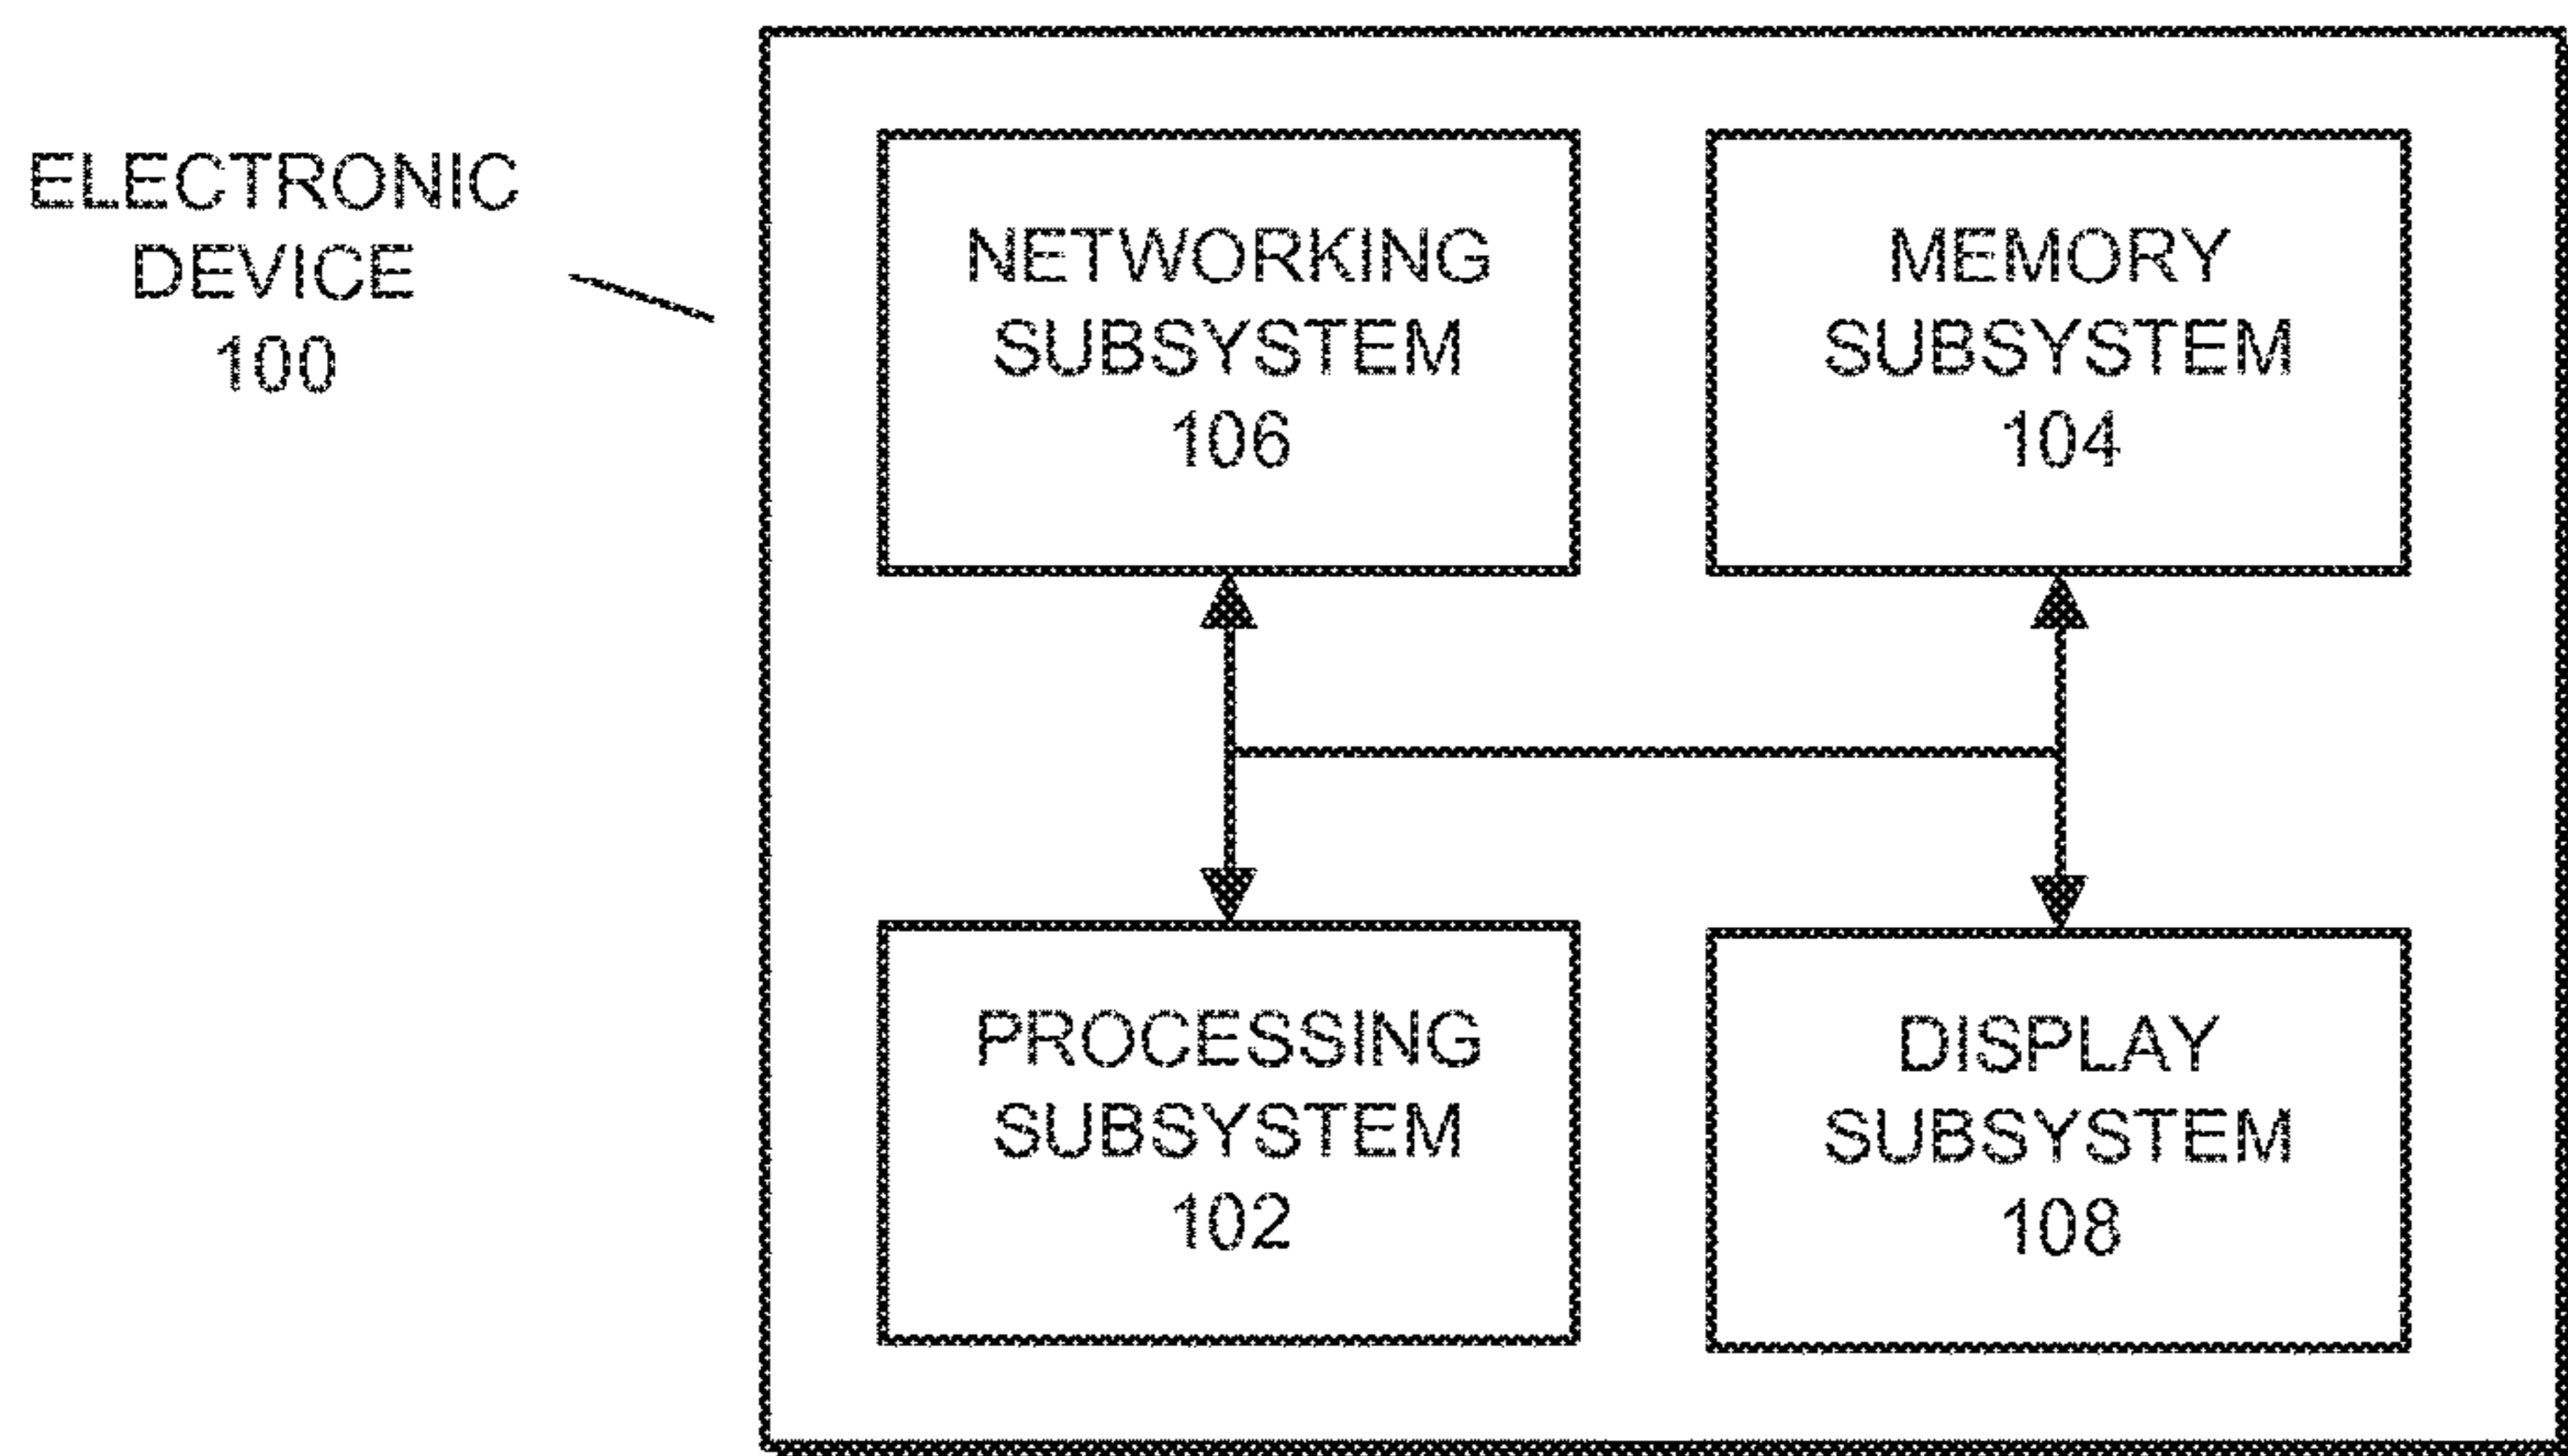 ELECTRONIC
DEVICE
100
NETWORKING
SUBSYSTEM
106
MEMORY
SUBSYSTEM
104
PROCESSING
SUBSYSTEM
102
DISPLAY
SUBSYSTEM
108